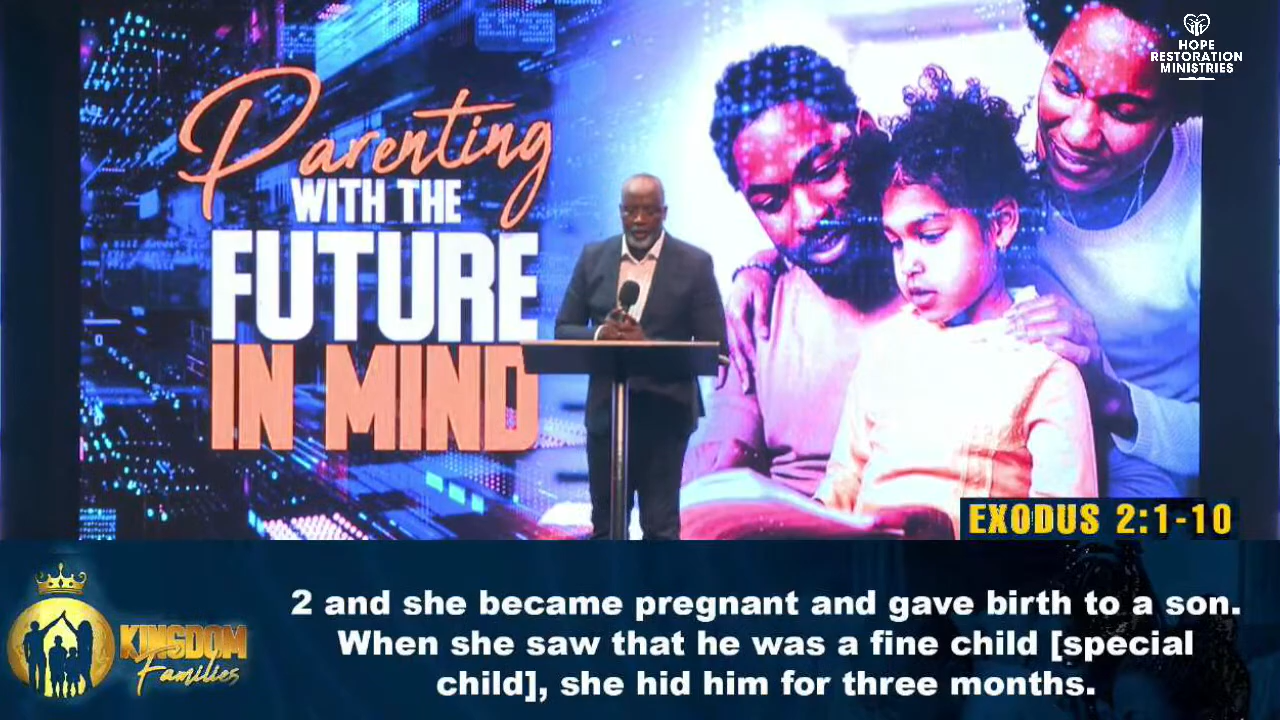 HOPE
RESTORATION
MINISTRIES
Parenting
WITH THE
FUTURE
IN MIND
EXODUS 2:1-10
KINGDOM
Families
2 and she became pregnant and gave birth to a son.
When she saw that he was a fine child [special
child], she hid him for three months.